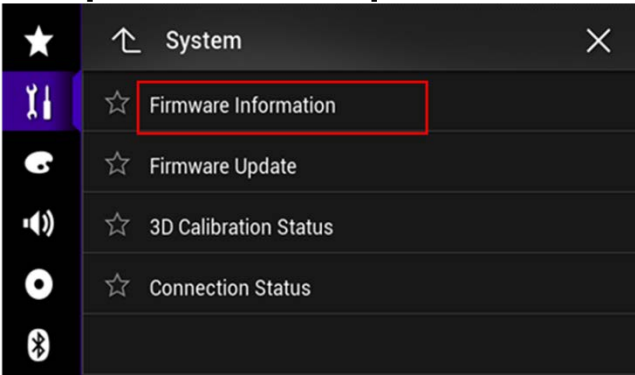 System
Firmware Information
Firmware Update
3D Calibration Status
Connection Status